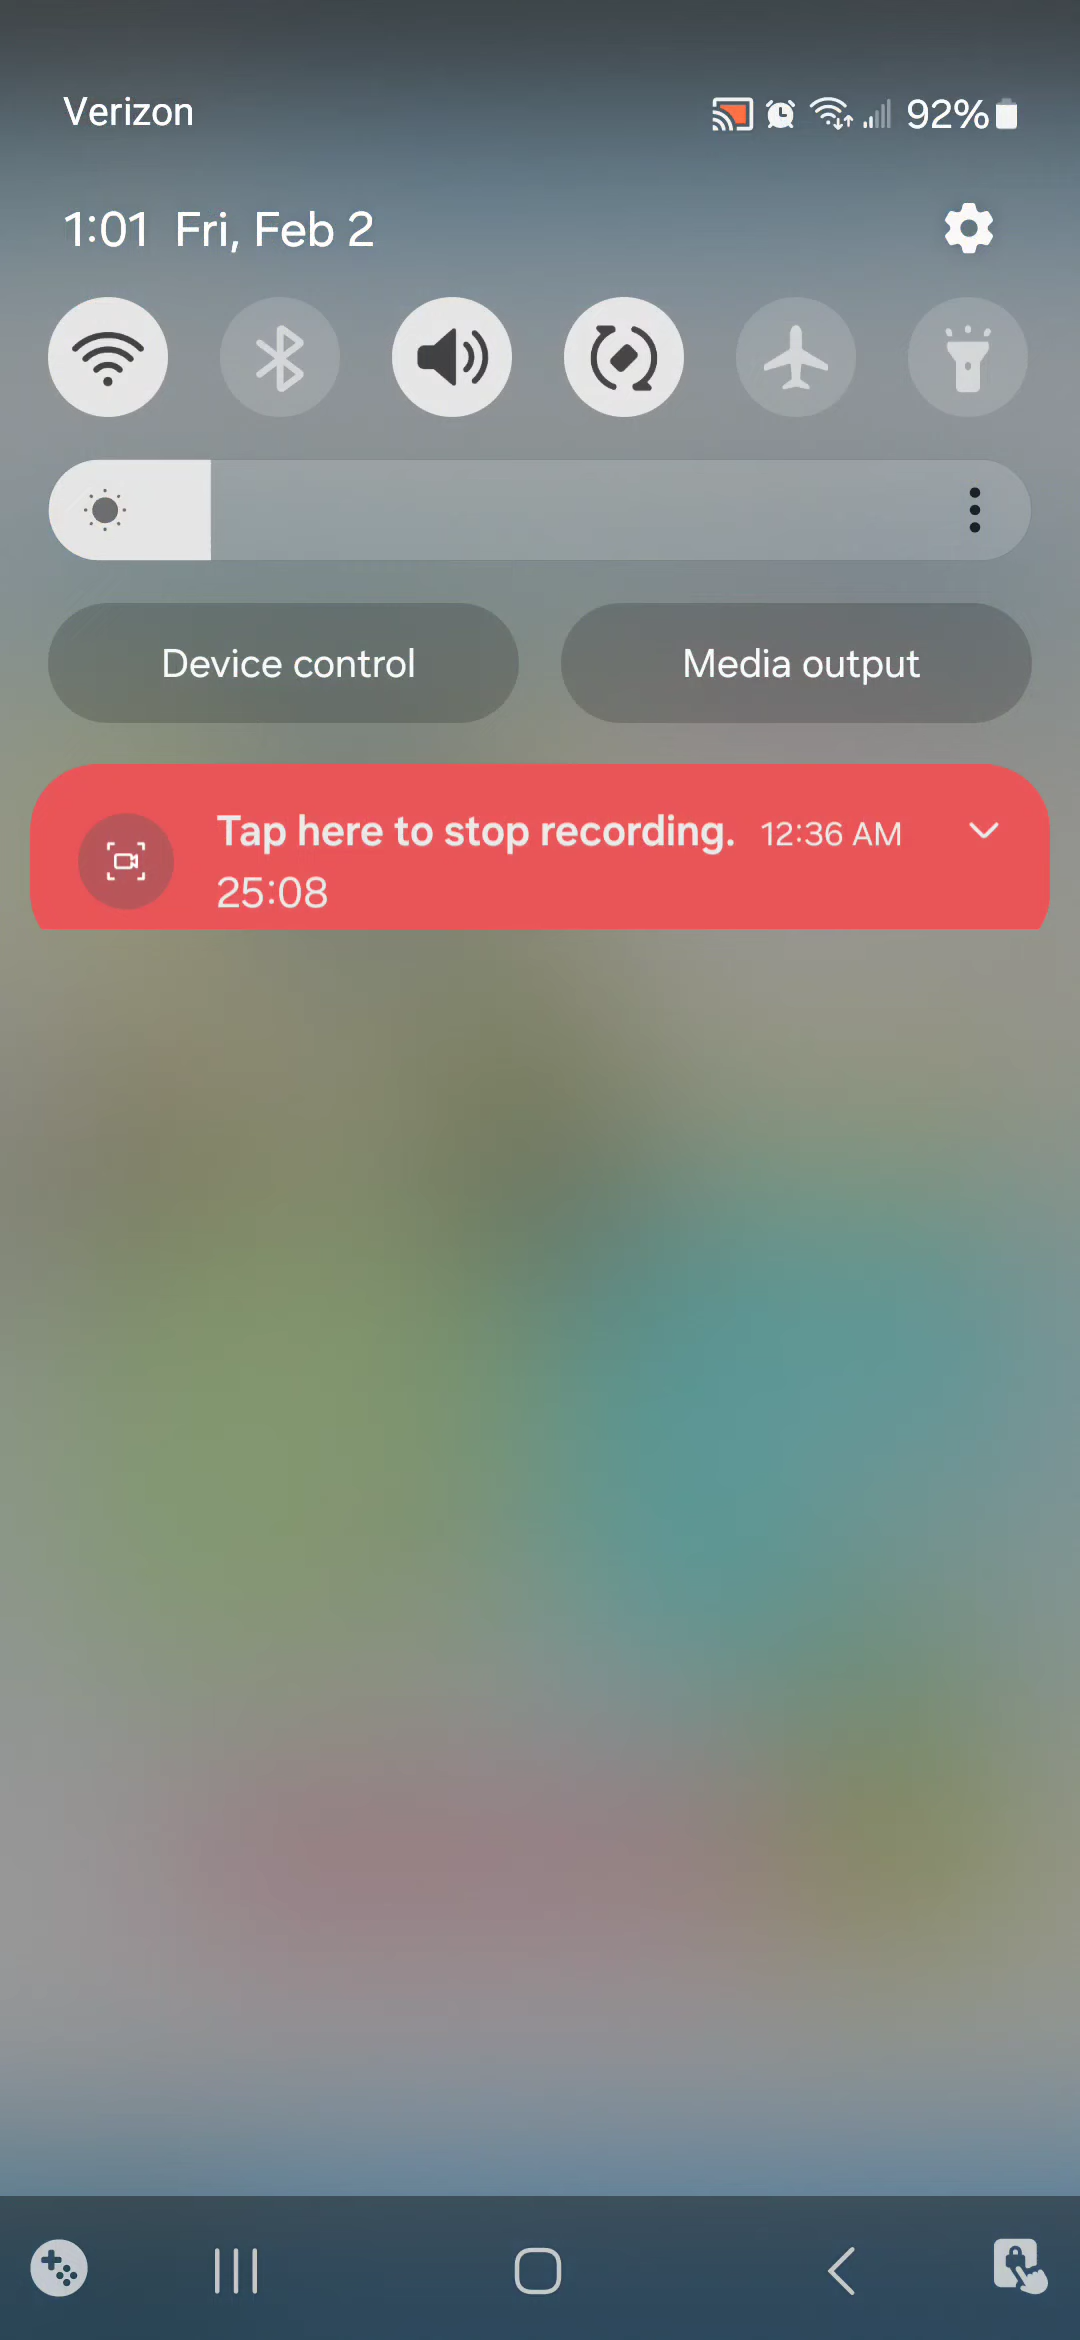 Verizon 92%
1:01 Fri, Feb 2
Device control Media output
Tap here to stop recording. 12:36 AM
25:08